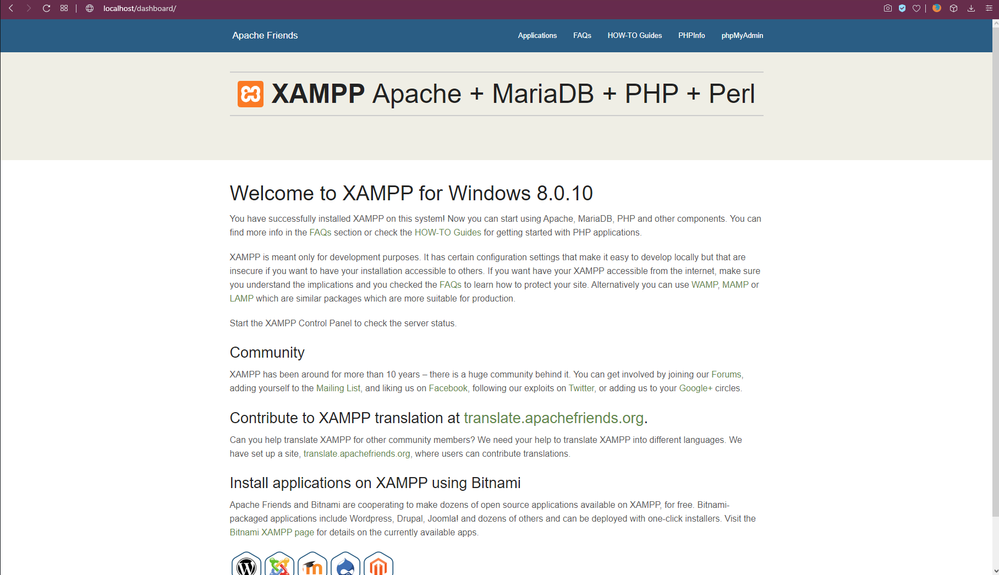 localhost/dashboard/
Apache Friends
Applications
FAQs
HOW-TO Guides
PHPInfo
phpMyAdmin
XAMPP Apache + MariaDB + PHP + Perl
Welcome to XAMPP for Windows 8.0.10
You have successfully installed XAMPP on this system! Now you can start using Apache, MariaDB, PHP and other components. You can
find more info in the FAQs section or check the HOW-TO Guides for getting started with PHP applications.
XAMPP is meant only for development purposes. It has certain configuration settings that make it easy to develop locally but that are
insecure if you want to have your installation accessible to others. If you want have your XAMPP accessible from the internet, make sure
you understand the implications and you checked the FAQs to learn how to protect your site. Alternatively you can use WAMP, MAMP or
LAMP which are similar packages which are more suitable for production.
Start the XAMPP Control Panel to check the server status.
Community
XAMPP has been around for more than 10 years – there is a huge community behind it. You can get involved by joining our Forums,
adding yourself to the Mailing List, and liking us on Facebook, following our exploits on Twitter, or adding us to your Google+ circles.
Contribute to XAMPP translation at translate.apachefriends.org.
Can you help translate XAMPP for other community members? We need your help to translate XAMPP into different languages. We
have set up a site, translate.apachefriends.org, where users can contribute translations.
Install applications on XAMPP using Bitnami
Apache Friends and Bitnami are cooperating to make dozens of open source applications available on XAMPP, for free. Bitnami-
packaged applications include Wordpress, Drupal, Joomla! and dozens of others and can be deployed with one-click installers. Visit the
Bitnami XAMPP page for details on the currently available apps.